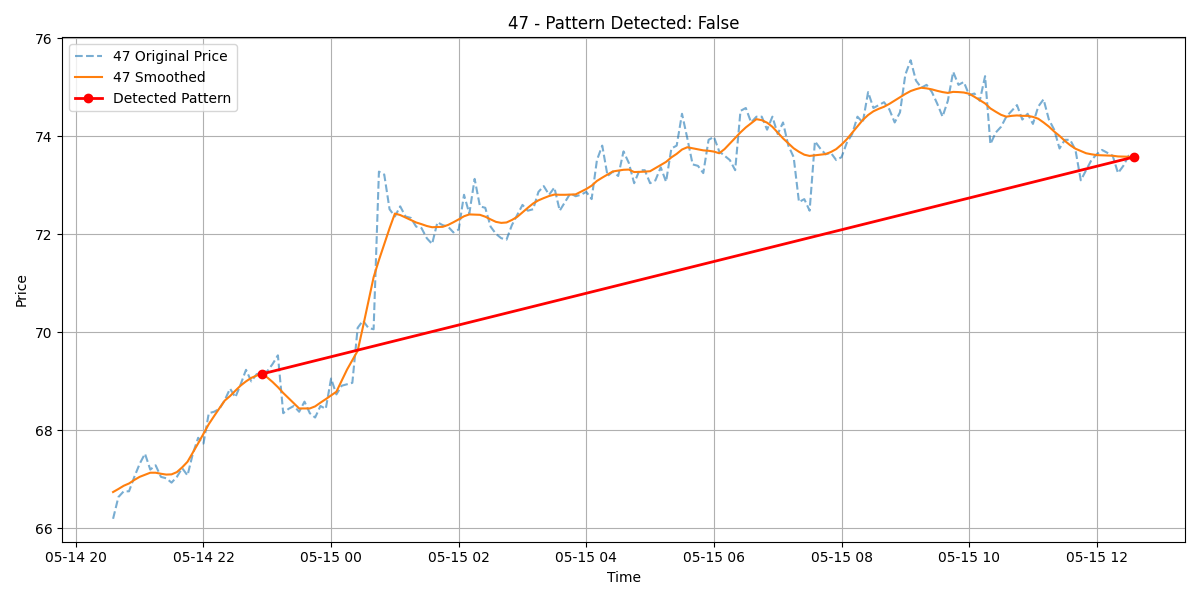 47 - Pattern Detected: False
76
74
72
70
68
66
Price
47 Original Price
47 Smoothed
Detected Pattern
05-14 20 05-14 22 05-15 00 05-15 02 05-15 04 05-15 06 05-15 08 05-15 10 05-15 12
Time